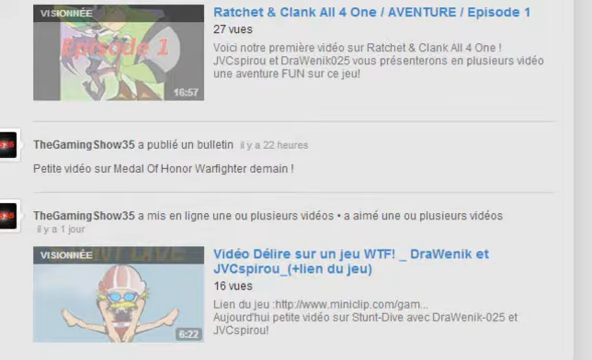 VISIONNÉE
Episode 1
16:57
Ratchet & Clank All 4 One / AVENTURE / Episode 1
27 vues
Voici notre première vidéo sur Ratchet & Clank All 4 One !
JVCspirou et DraWenik025 vous présenterons en plusieurs vidéo
une aventure FUN sur ce jeu!
TheGamingShow35 a publié un bulletin il y a 22 heures
Petite vidéo sur Medal Of Honor Warfighter demain !
TheGamingShow35 a mis en ligne une ou plusieurs vidéos • a aimé une ou plusieurs vidéos
il y a 1 jour
VISIONNÉE
6:22
Vidéo Délire sur un jeu WTF! _ DraWenik et
JVCspirou_(+lien du jeu)
16 vues
Lien du jeu :http://www.miniclip.com/gam...
Aujourd'hui petite vidéo sur Stunt-Dive avec DraWenik-025 et
JVCspirou!